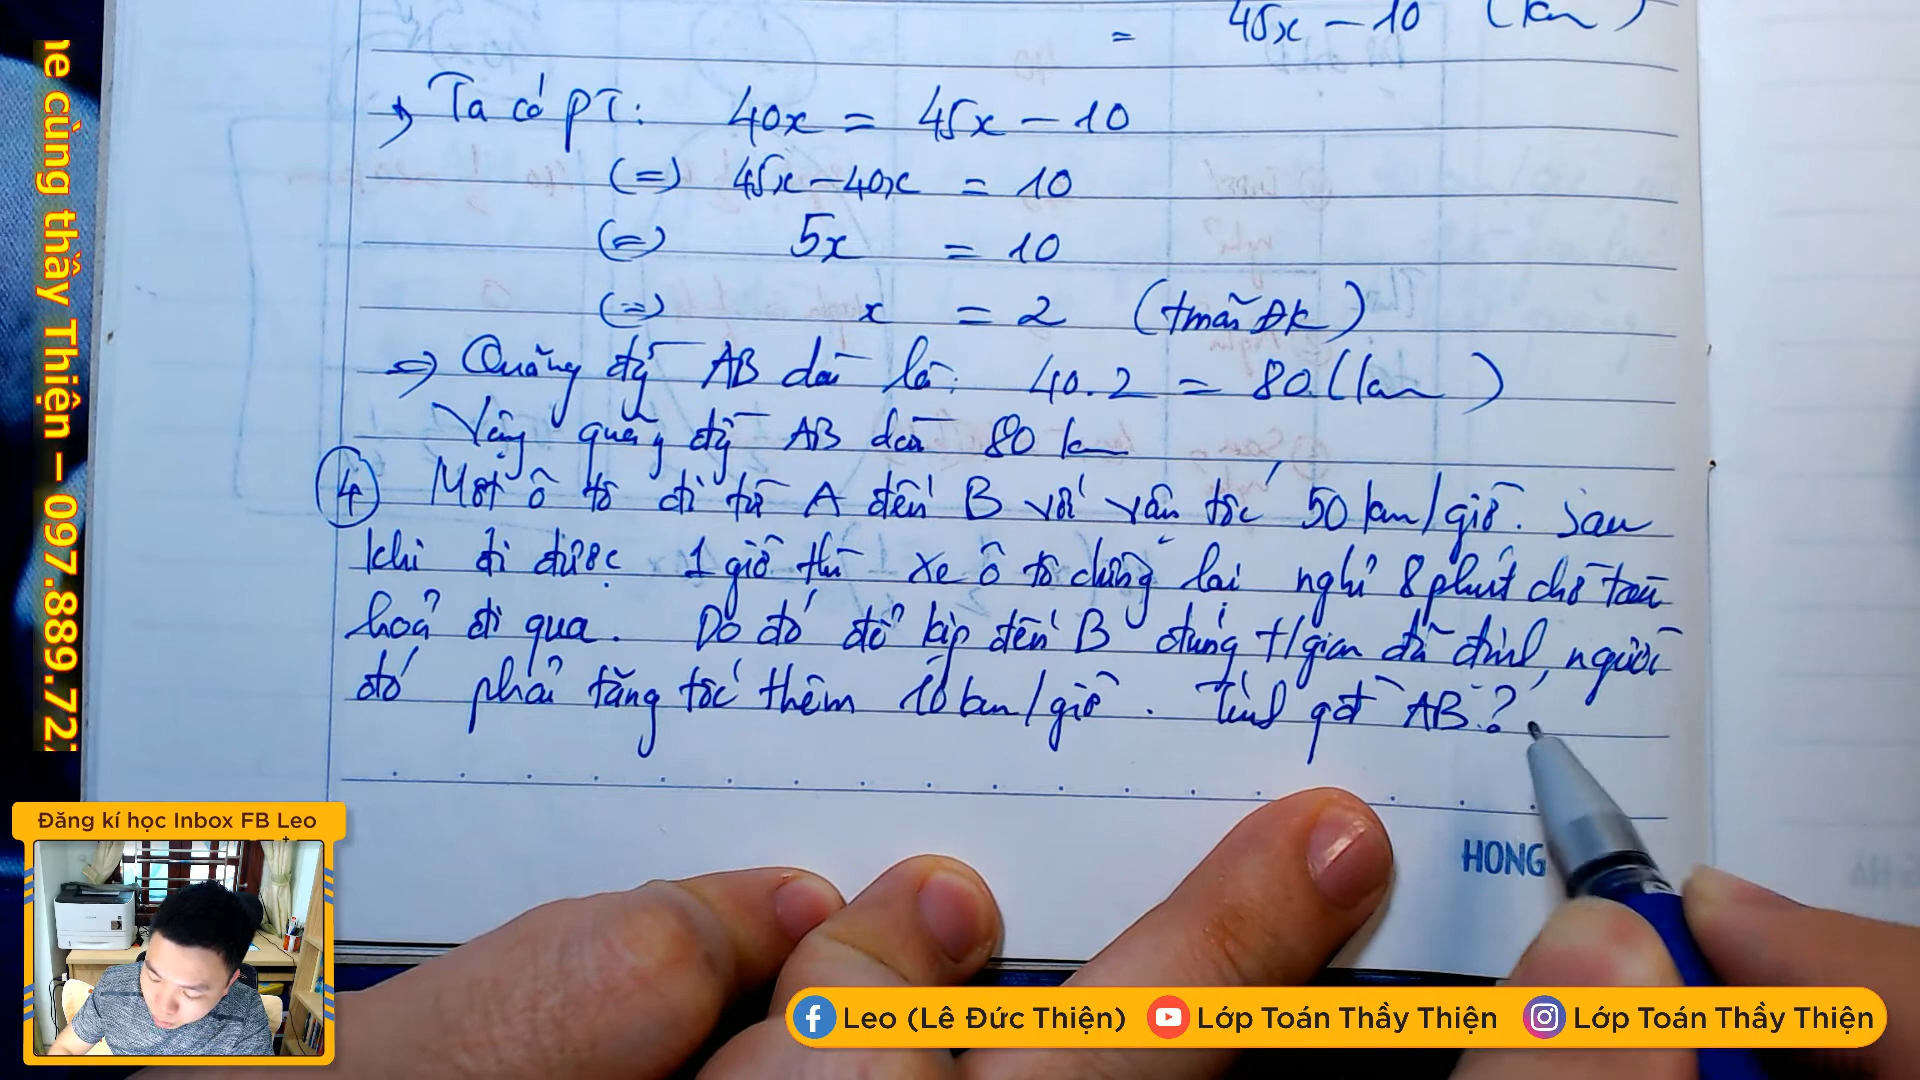 = 45x - 10 (km)
→ Ta có PT: 40x = 45x - 10
(=) 45x - 40x = 10
(=) 5x = 10
(=) x = 2 (tmãn ĐK)
=> Quãng đg AB dài là: 40.2 = 80 (km)
Vậy quãng đg AB dài 80 km
④ Một ô tô đi từ A đến B với vận tốc 50 km/giờ. Sau
khi đi được 1 giờ thì xe ô tô dừng lại nghỉ 8 phút chờ tàu
hoả đi qua. Do đó để kịp đến B đúng t/gian đã định, người
đó phải tăng tốc thêm 10 km/giờ. Tính qđ AB?
HONG
ne cùng thầy Thiện – 097.889.72
Đăng kí học Inbox FB Leo
Leo (Lê Đức Thiện) Lớp Toán Thầy Thiện Lớp Toán Thầy Thiện